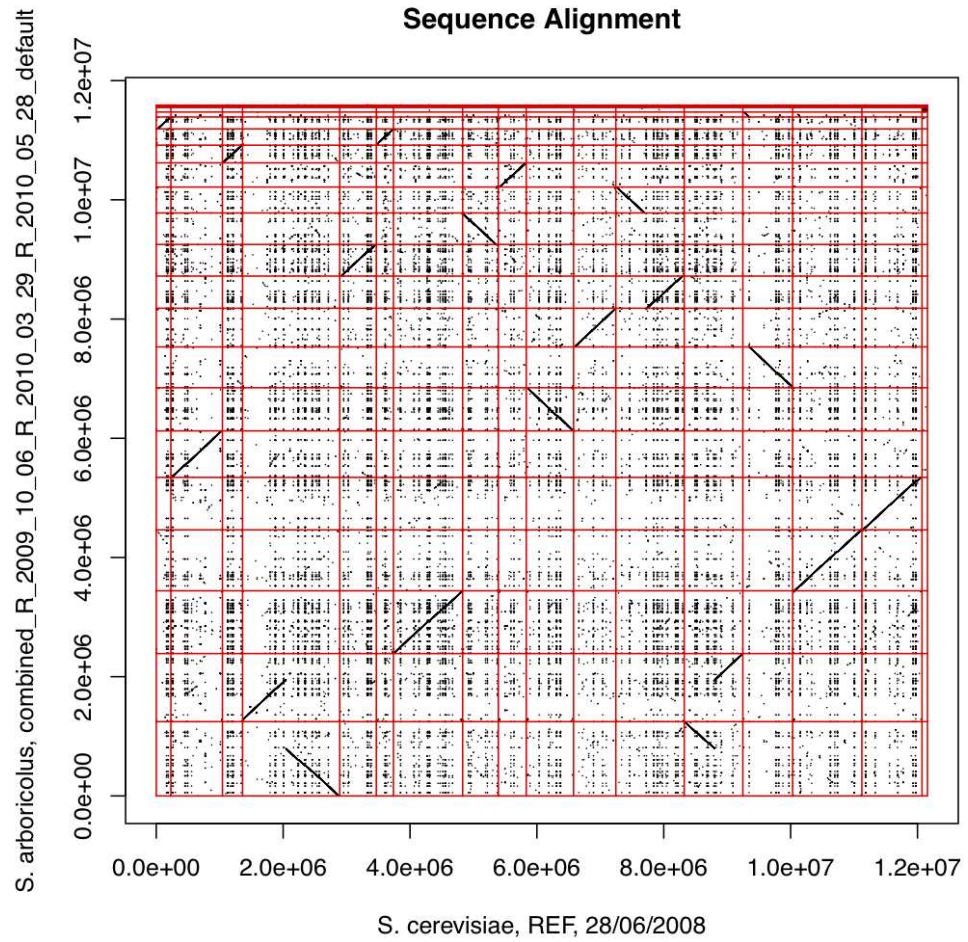 Sequence Alignment
S. arboricolus, combined_R_2009_10_06_R_2010_03_29_R_2010_05_28_default
1.2e+07
1.0e+07
8.0e+06
6.0e+06
4.0e+06
2.0e+06
0.0e+00
0.0e+00 2.0e+06 4.0e+06 6.0e+06 8.0e+06 1.0e+07 1.2e+07
S. cerevisiae, REF, 28/06/2008